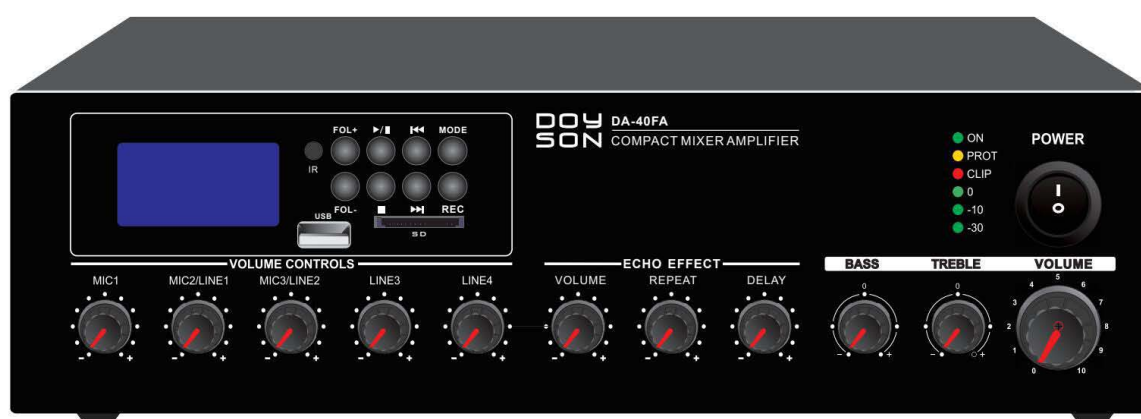 FOL+ MODE
IR
FOL- REC
USB
SD
DOY
SON
DA-40FA
COMPACT MIXER AMPLIFIER
ON
PROT
CLIP
0
-10
-30
POWER
I
O
VOLUME CONTROLS
MIC1 MIC2/LINE1 MIC3/LINE2 LINE3 LINE4
- + - + - + - + - +
ECHO EFFECT
VOLUME REPEAT DELAY
- + - + - +
BASS TREBLE VOLUME
0 0
- + - +
0 1 2 3 4 5 6 7 8 9 10